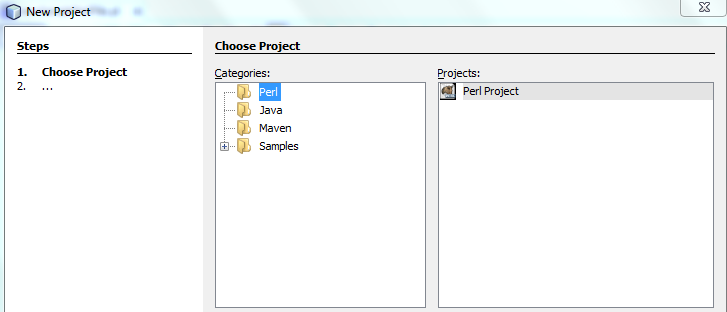 New Project
Steps
1. Choose Project
2. ...
Choose Project
Categories:
Perl
Java
Maven
Samples
Projects:
Perl Project